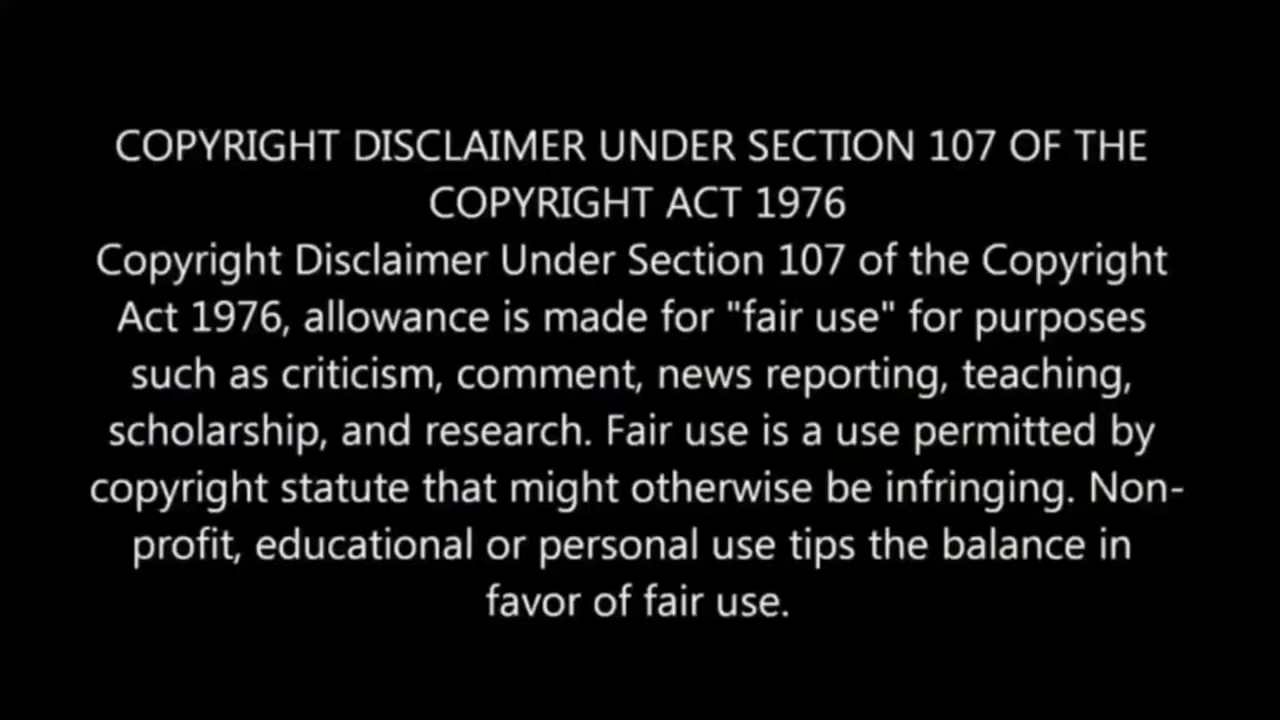 COPYRIGHT DISCLAIMER UNDER SECTION 107 OF THE
COPYRIGHT ACT 1976
Copyright Disclaimer Under Section 107 of the Copyright
Act 1976, allowance is made for "fair use" for purposes
such as criticism, comment, news reporting, teaching,
scholarship, and research. Fair use is a use permitted by
copyright statute that might otherwise be infringing. Non-
profit, educational or personal use tips the balance in
favor of fair use.